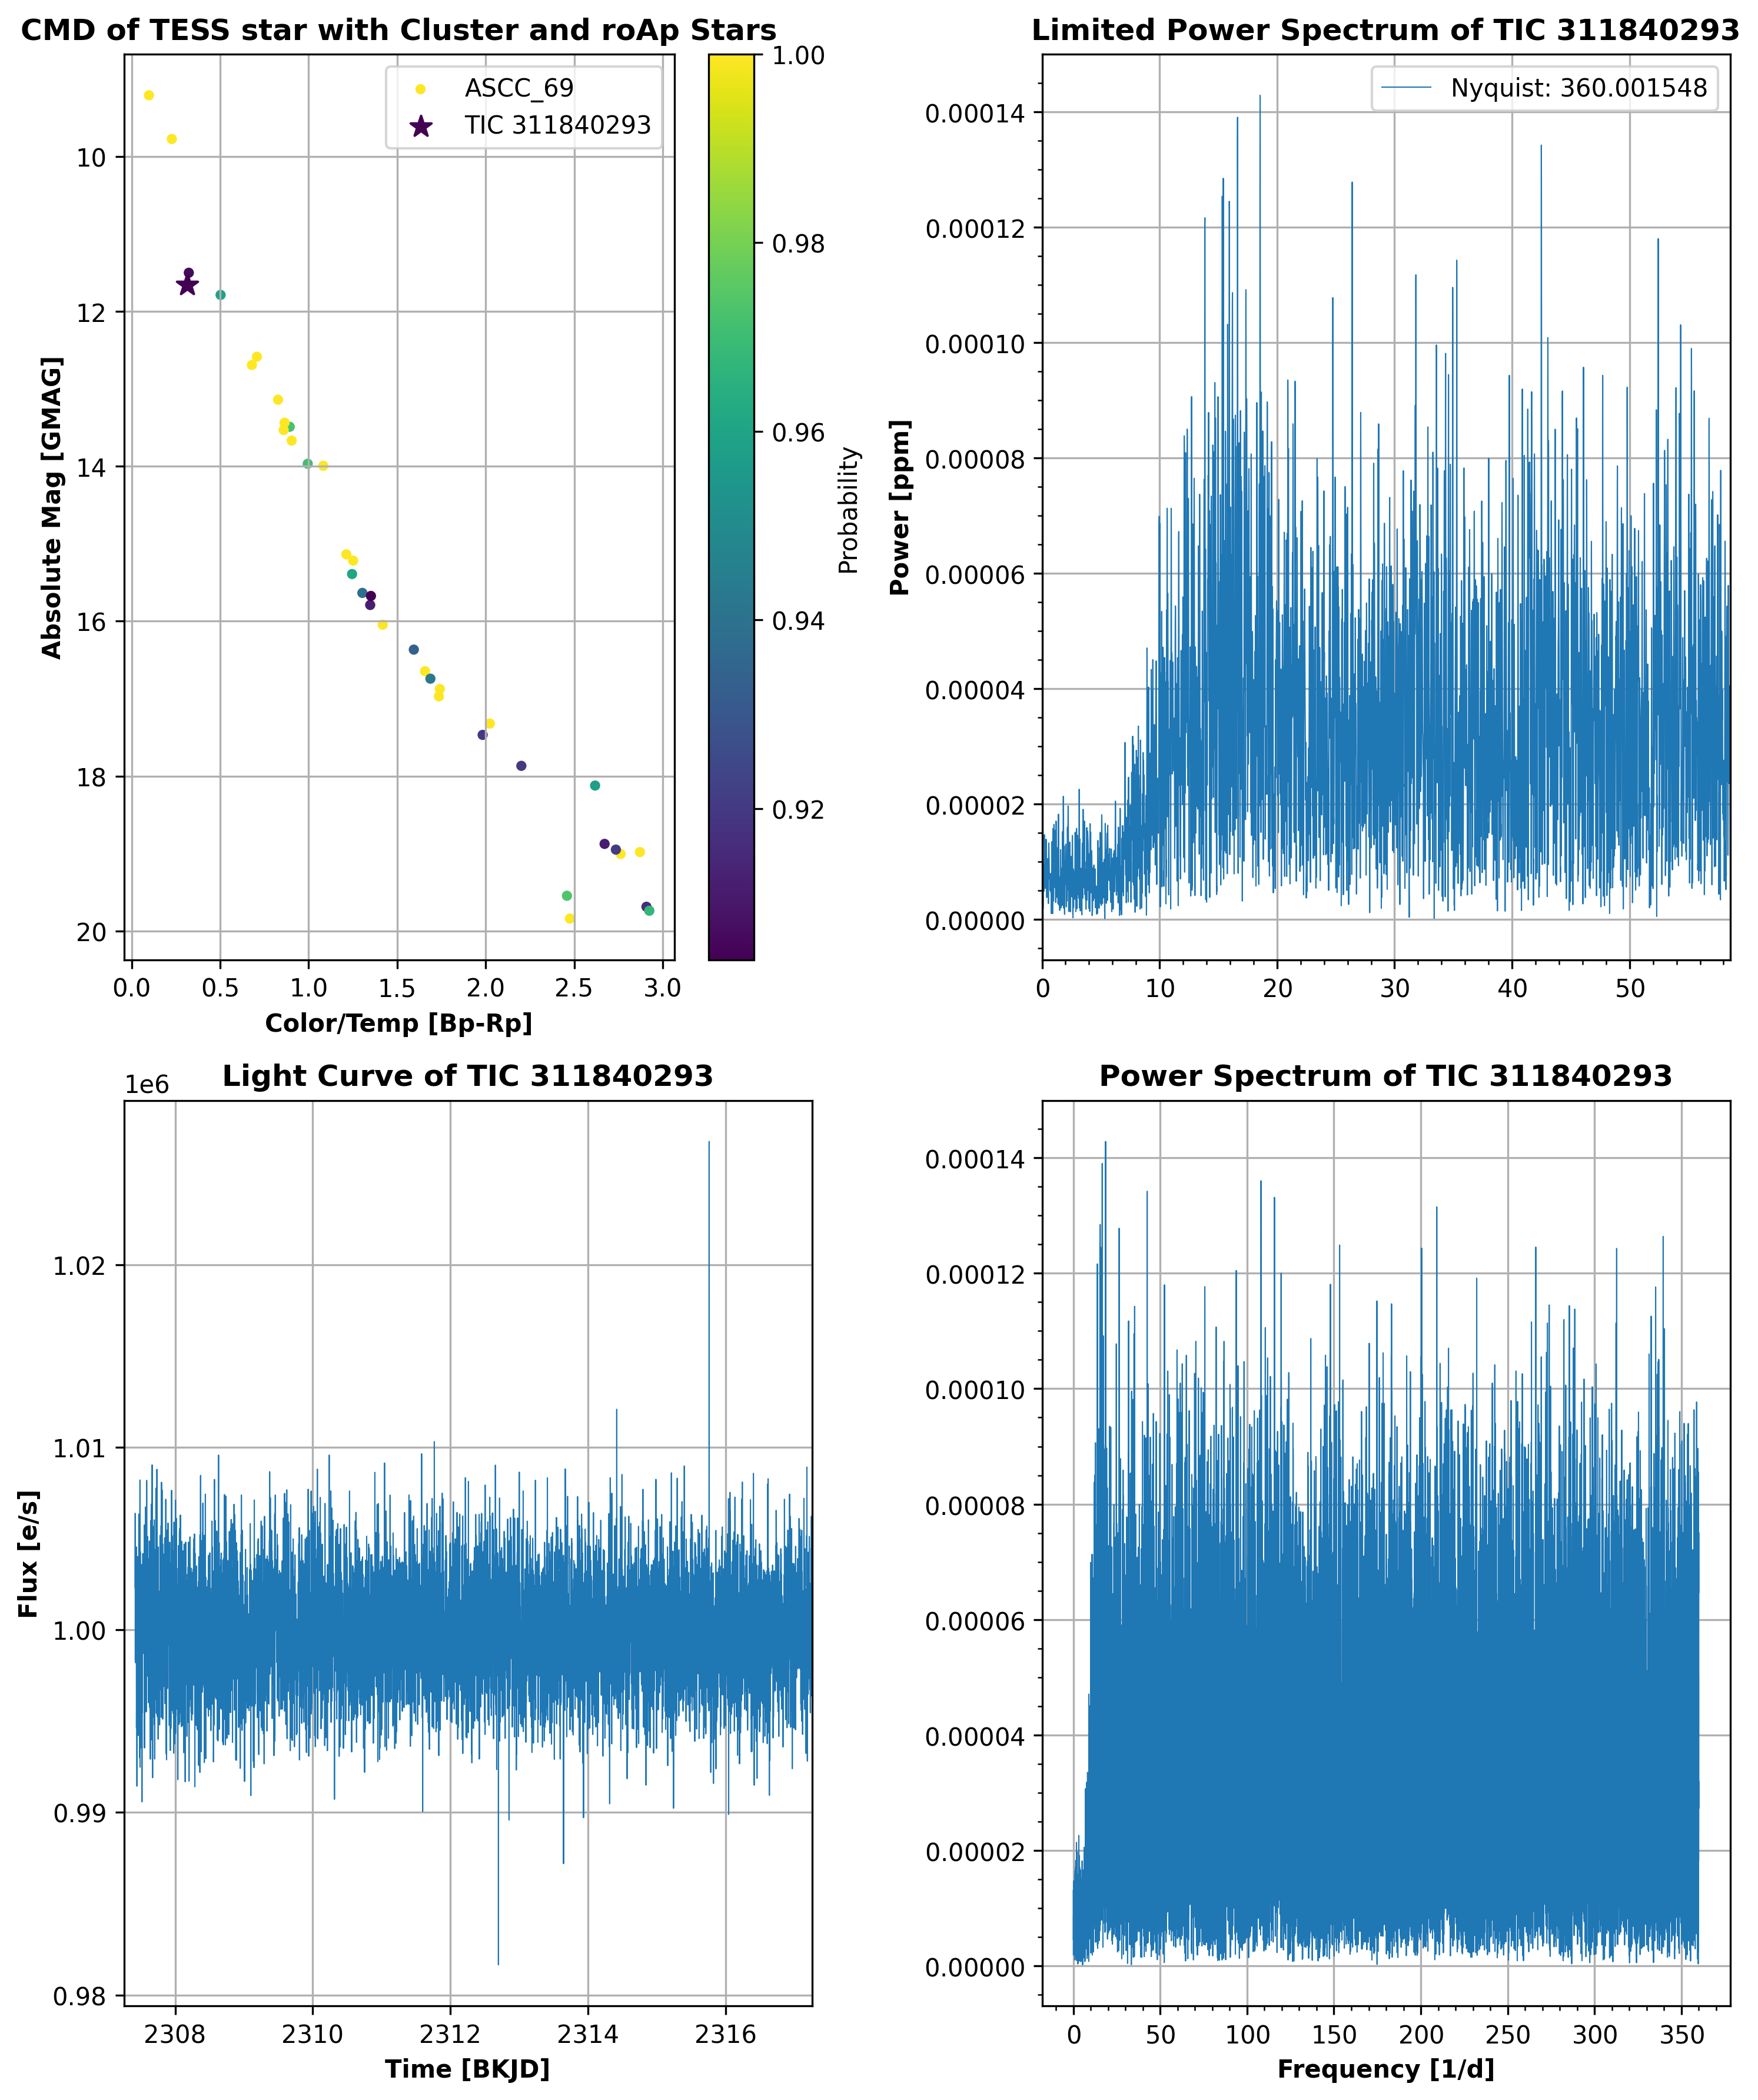 CMD of TESS star with Cluster and roAp Stars
ASCC_69
TIC 311840293
10
12
14
16
18
20
0.0 0.5 1.0 1.5 2.0 2.5 3.0
Absolute Mag [GMAG]
Color/Temp [Bp-Rp]
1.00
0.98
0.96
0.94
0.92
Probability
Limited Power Spectrum of TIC 311840293
Nyquist: 360.001548
0.00014
0.00012
0.00010
0.00008
0.00006
0.00004
0.00002
0.00000
0 10 20 30 40 50
Power [ppm]
Light Curve of TIC 311840293
1e6
1.02
1.01
1.00
0.99
0.98
2308 2310 2312 2314 2316
Flux [e/s]
Time [BKJD]
Power Spectrum of TIC 311840293
0.00014
0.00012
0.00010
0.00008
0.00006
0.00004
0.00002
0.00000
0 50 100 150 200 250 300 350
Frequency [1/d]